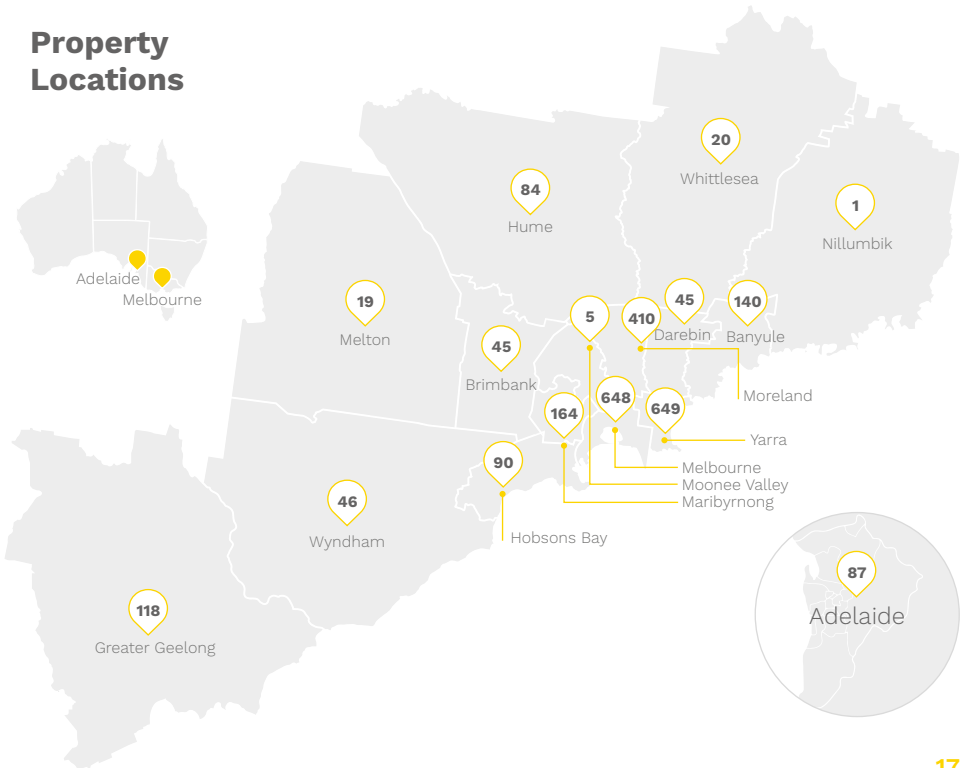 Property
Locations
20
Whittlesea
84
Hume
1
Nillumbik
Adelaide
Melbourne
19
Melton
5
410
45
Darebin
140
Banyule
45
Brimbank
Moreland
164
648
649
Yarra
Melbourne
Moonee Valley
Maribyrnong
90
Hobsons Bay
46
Wyndham
87
Adelaide
118
Greater Geelong
17